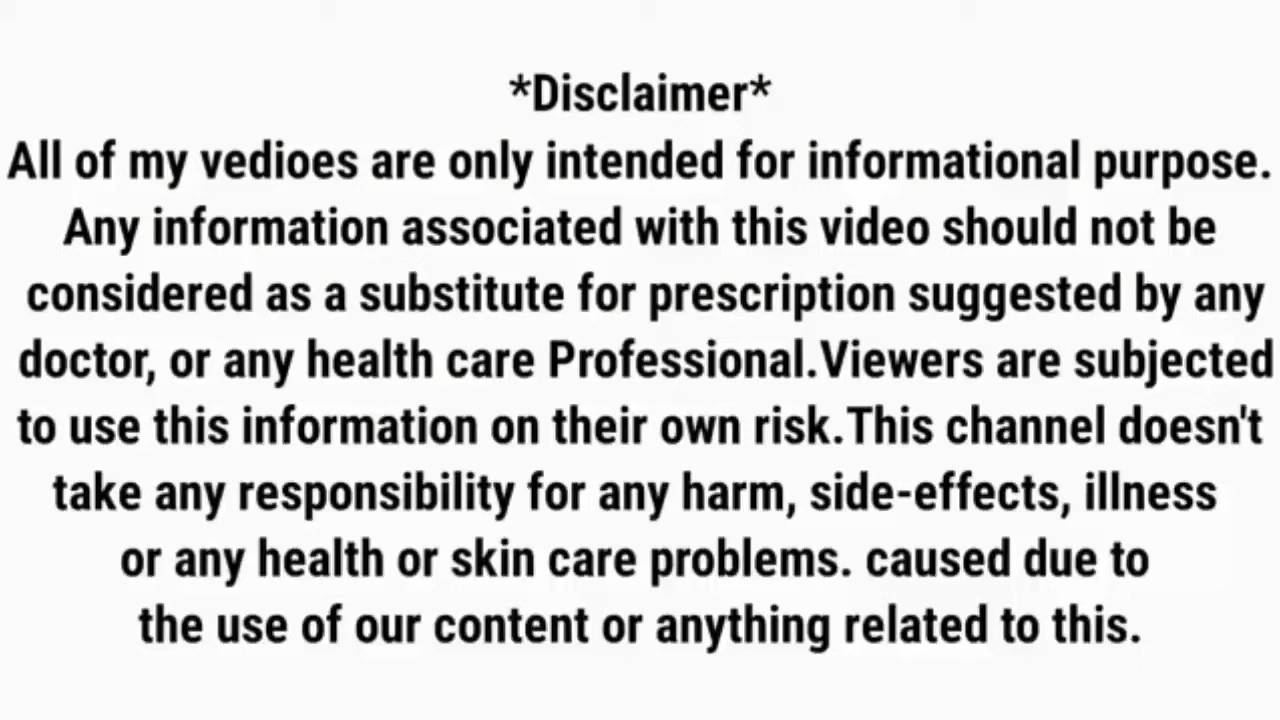 *Disclaimer*
All of my vedioes are only intended for informational purpose.
Any information associated with this video should not be
considered as a substitute for prescription suggested by any
doctor, or any health care Professional.Viewers are subjected
to use this information on their own risk.This channel doesn't
take any responsibility for any harm, side-effects, illness
or any health or skin care problems. caused due to
the use of our content or anything related to this.